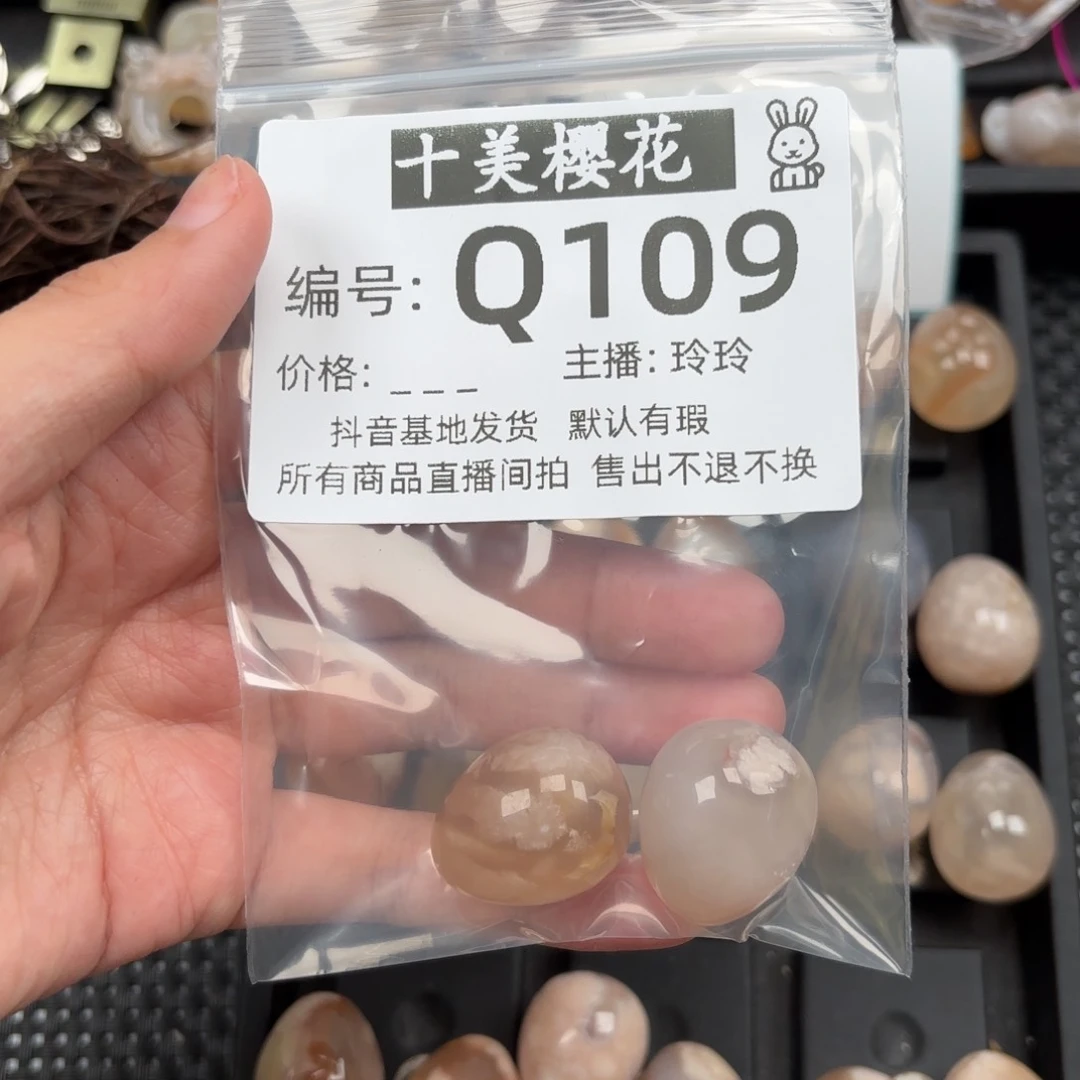 十美樱花
编号: Q109
价格: _ _ _ 主播: 玲玲
抖音基地发货 默认有瑕
所有商品直播间拍 售出不退不换